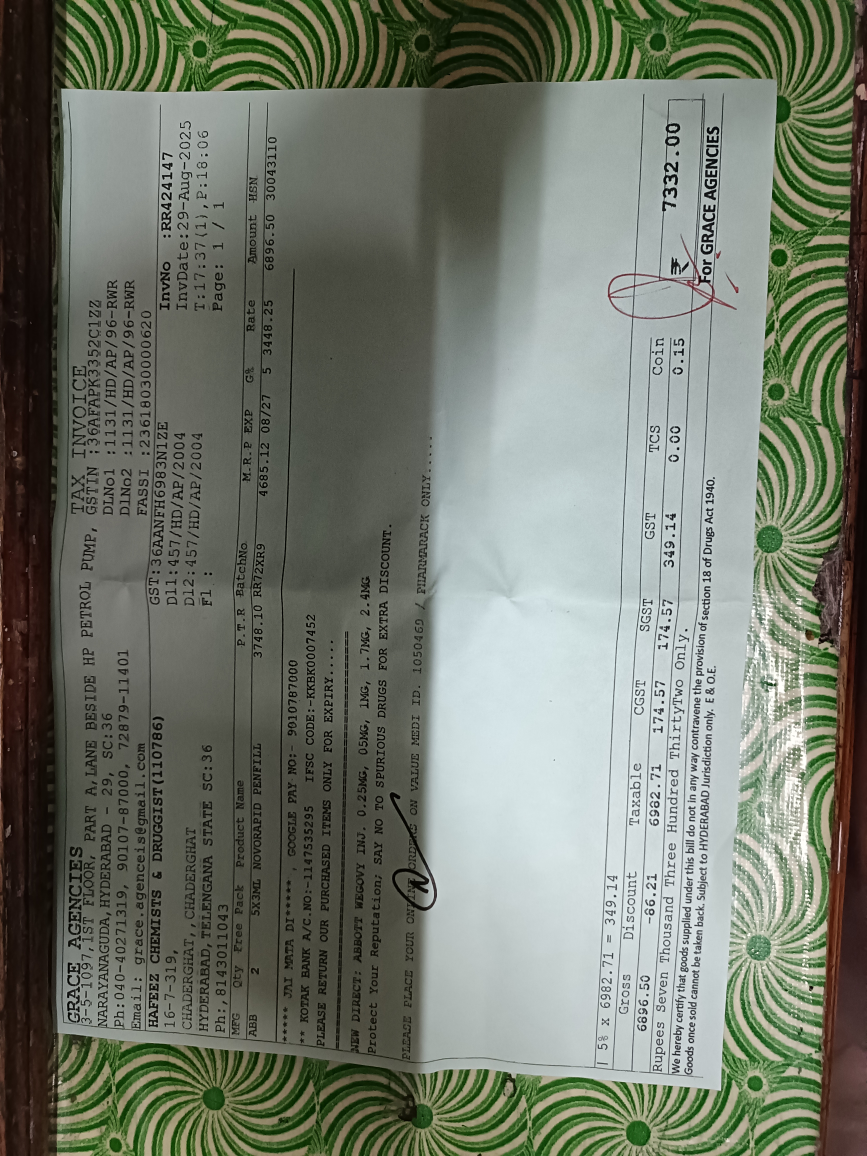 GRACE AGENCIES
3-5-1097,1ST FLOOR, PART A,LANE BESIDE HP PETROL PUMP,
NARAYANAGUDA,HYDERABAD - 29, SC:36
Ph:040-40271319, 90107-87000, 72879-11401
Email: grace.agenceis@gmail.com
TAX INVOICE
GSTIN :36AFAPK3352C1ZZ
DLNo1 :1131/HD/AP/96-RWR
DlNo2 :1131/HD/AP/96-RWR
FASSI :23618030000620
HAFEEZ CHEMISTS & DRUGGIST(110786)
16-7-319,
CHADERGHAT,,CHADERGHAT
HYDERABAD,TELENGANA STATE SC:36
Ph:,8143011043
GST:36AANFH6983N1ZE
Dl1:457/HD/AP/2004
Dl2:457/HD/AP/2004
Fl :
InvNo :RR424147
InvDate:29-Aug-2025
T:17:37(1),P:18:06
Page: 1 / 1
MFG Qty Free Pack Product Name P.T.R BatchNo M.R.P EXP G% Rate Amount HSN
ABB 2 5X3ML NOVORAPID PENFILL 3748.10 RR72XR9 4685.12 08/27 5 3448.25 6896.50 30043110
***** JAI MATA DI***** , GOOGLE PAY NO:- 9010787000
** KOTAK BANK A/C.NO:-1147535295 IFSC CODE:-KKBK0007452
PLEASE RETURN OUR PURCHASED ITEMS ONLY FOR EXPIRY.....
NEW DIRECT: ABBOTT WEGOVY INJ. 0.25MG, 05MG, 1MG, 1.7MG, 2.4MG
Protect Your Reputation; SAY NO TO SPURIOUS DRUGS FOR EXTRA DISCOUNT.
PLEASE PLACE YOUR ONLINE ORDERS ON VALUE MEDI ID. 1050469 / PHARMARACK ONLY.....
5% x 6982.71 = 349.14
Gross Discount Taxable CGST SGST GST TCS Coin
6896.50 -86.21 6982.71 174.57 174.57 349.14 0.00 0.15
₹ 7332.00
Rupees Seven Thousand Three Hundred ThirtyTwo Only.
We hereby certify that goods supplied under this bill do not in any way contravene the provision of section 18 of Drugs Act 1940.
Goods once sold cannot be taken back. Subject to HYDERABAD Jurisdiction only. E & O.E.
For GRACE AGENCIES